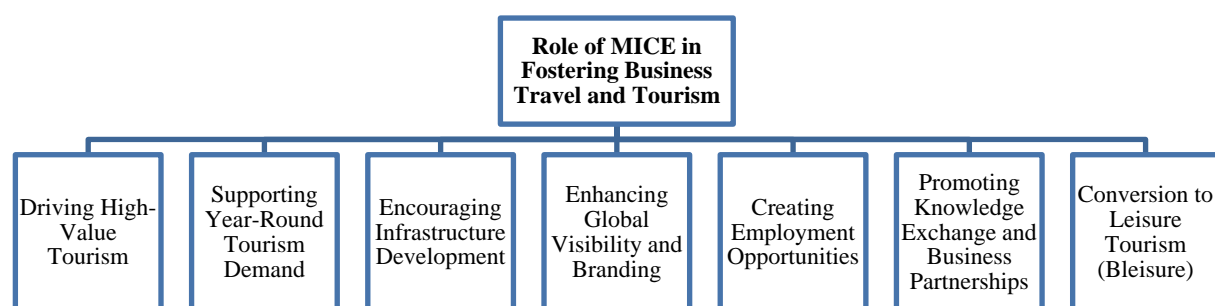 Role of MICE in
Fostering Business
Travel and Tourism
Driving High-
Value
Tourism
Supporting
Year-Round
Tourism
Demand
Encouraging
Infrastructure
Development
Enhancing
Global
Visibility and
Branding
Creating
Employment
Opportunities
Promoting
Knowledge
Exchange and
Business
Partnerships
Conversion to
Leisure
Tourism
(Bleisure)